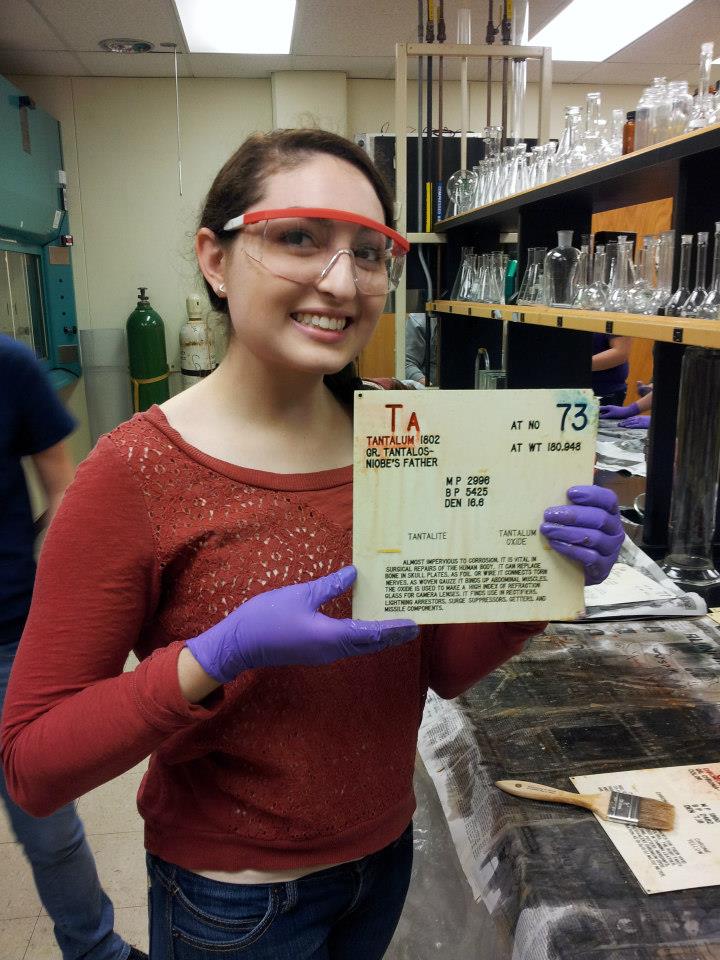 TA
AT NO 73
TANTALUM 1802
AT WT 180.948
GR. TANTALOS-
NIOBE'S FATHER
M P 2996
B P 5425
DEN 16.6
TANTALITE
TANTALUM
OXIDE
ALMOST IMPERVIOUS TO CORROSION, IT IS VITAL IN
SURGICAL REPAIRS OF THE HUMAN BODY. IT CAN REPLACE
BONE IN SKULL PLATES, AS FOIL OR WIRE IT CONNECTS TORN
NERVES, AS WOVEN GAUZE IT BINDS UP ABDOMINAL MUSCLES.
THE OXIDE IS USED TO MAKE A HIGH INDEX OF REFRACTION
GLASS FOR CAMERA LENSES. IT FINDS USE IN RECTIFIERS,
LIGHTNING ARRESTORS, SURGE SUPPRESSORS, GETTERS, AND
MISSILE COMPONENTS.